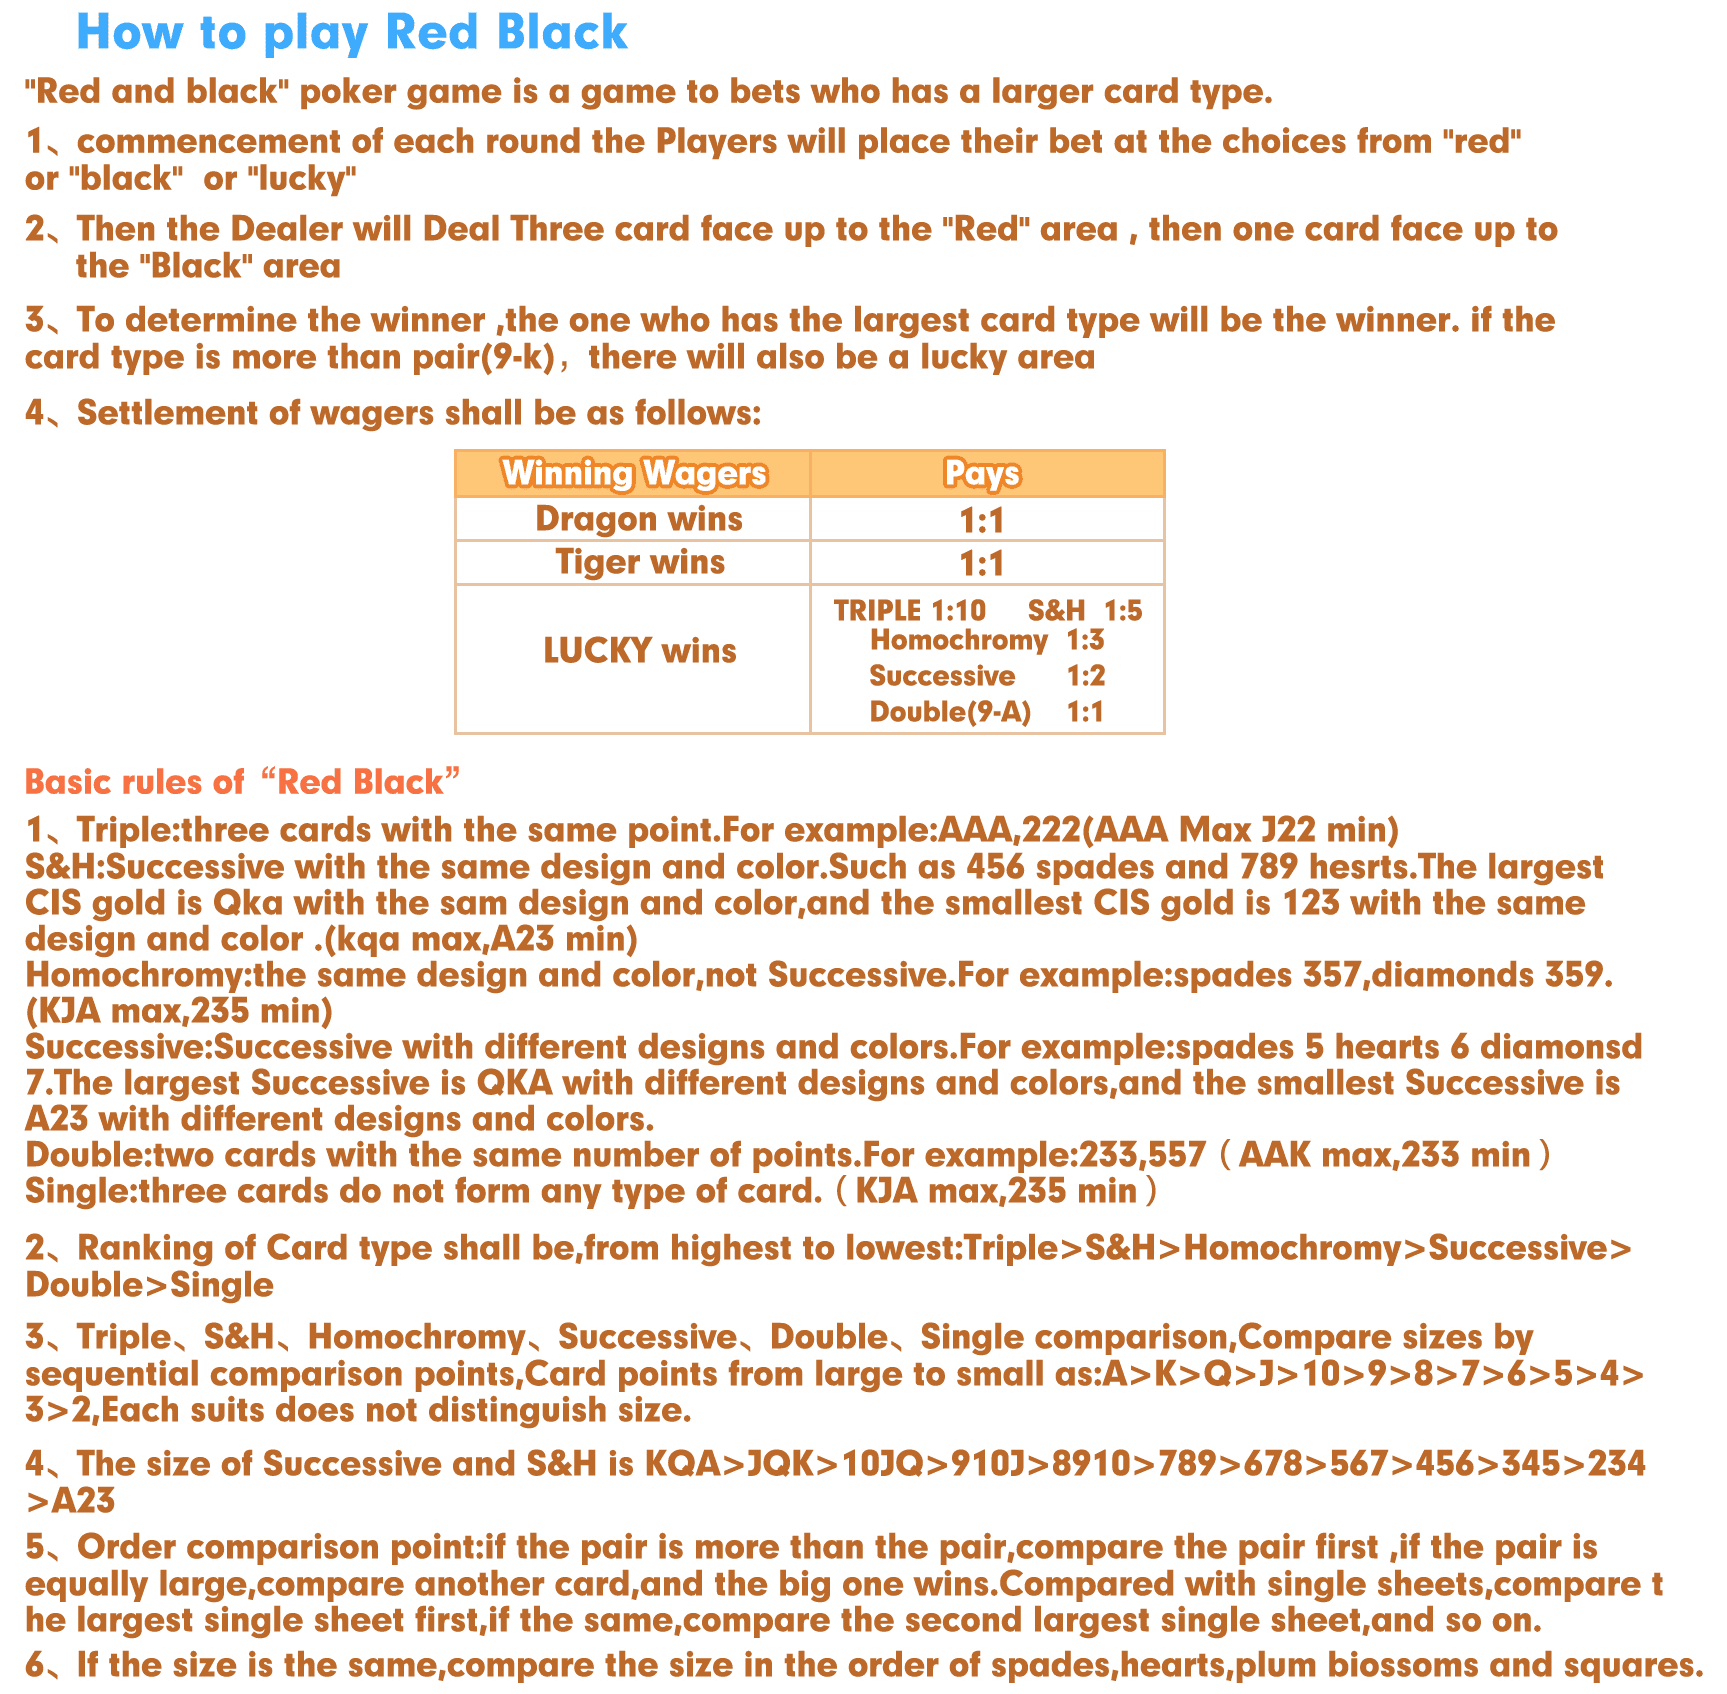 How to play Red Black
"Red and black" poker game is a game to bets who has a larger card type.
1、commencement of each round the Players will place their bet at the choices from "red"
or "black"  or "lucky"
2、Then the Dealer will Deal Three card face up to the "Red" area , then one card face up to
the "Black" area
3、To determine the winner ,the one who has the largest card type will be the winner. if the
card type is more than pair(9-k)，there will also be a lucky area
4、Settlement of wagers shall be as follows:
Winning Wagers Pays
Dragon wins 1:1
Tiger wins 1:1
LUCKY wins
TRIPLE 1:10 S&H 1:5
Homochromy 1:3
Successive 1:2
Double(9-A) 1:1
Basic rules of “Red Black”
1、Triple:three cards with the same point.For example:AAA,222(AAA Max J22 min)
S&H:Successive with the same design and color.Such as 456 spades and 789 hesrts.The largest
CIS gold is Qka with the sam design and color,and the smallest CIS gold is 123 with the same
design and color .(kqa max,A23 min)
Homochromy:the same design and color,not Successive.For example:spades 357,diamonds 359.
(KJA max,235 min)
Successive:Successive with different designs and colors.For example:spades 5 hearts 6 diamonsd
7.The largest Successive is QKA with different designs and colors,and the smallest Successive is
A23 with different designs and colors.
Double:two cards with the same number of points.For example:233,557（AAK max,233 min）
Single:three cards do not form any type of card.（KJA max,235 min）
2、Ranking of Card type shall be,from highest to lowest:Triple>S&H>Homochromy>Successive>
Double>Single
3、Triple、S&H、Homochromy、Successive、Double、Single comparison,Compare sizes by
sequential comparison points,Card points from large to small as:A>K>Q>J>10>9>8>7>6>5>4>
3>2,Each suits does not distinguish size.
4、The size of Successive and S&H is KQA>JQK>10JQ>910J>8910>789>678>567>456>345>234
>A23
5、Order comparison point:if the pair is more than the pair,compare the pair first ,if the pair is
equally large,compare another card,and the big one wins.Compared with single sheets,compare t
he largest single sheet first,if the same,compare the second largest single sheet,and so on.
6、If the size is the same,compare the size in the order of spades,hearts,plum biossoms and squares.